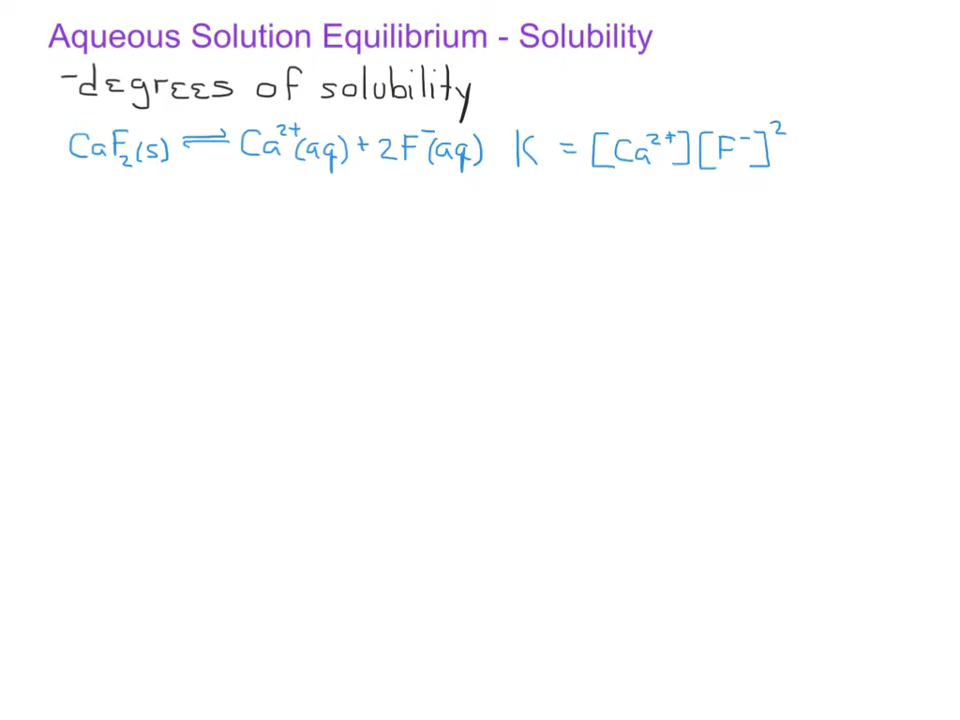 Aqueous Solution Equilibrium - Solubility
-degrees of solubility
CaF₂(s) ⇌ Ca²⁺(aq) + 2F⁻(aq) K = [Ca²⁺][F⁻]²